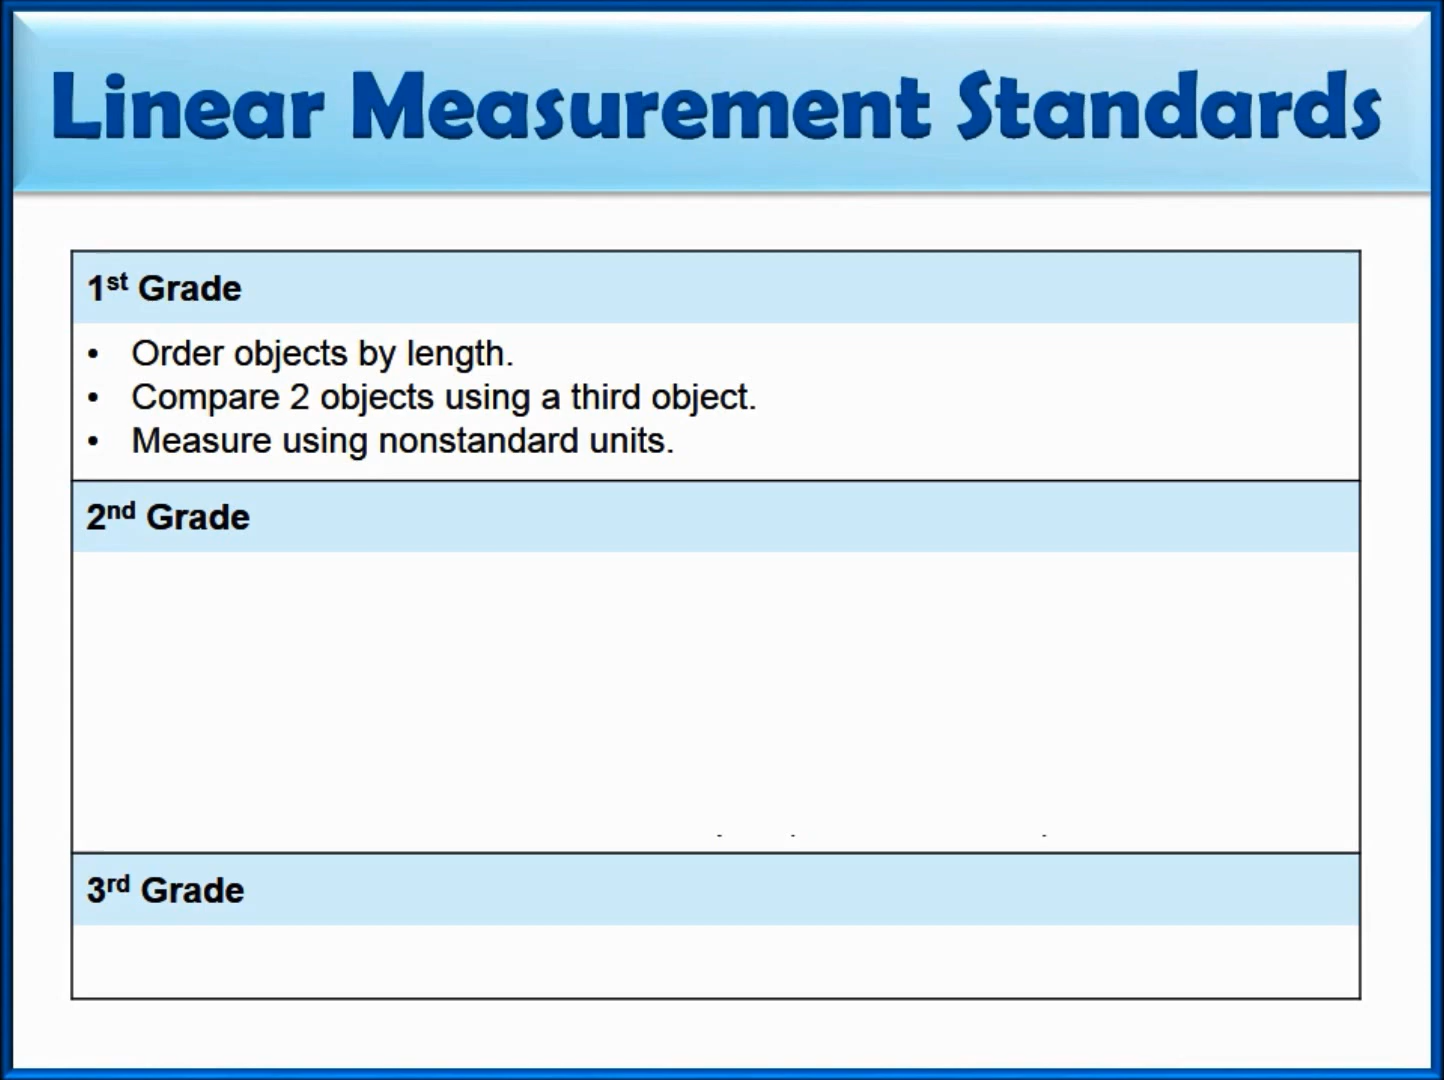 Linear Measurement Standards
1st Grade
• Order objects by length.
• Compare 2 objects using a third object.
• Measure using nonstandard units.
2nd Grade
3rd Grade